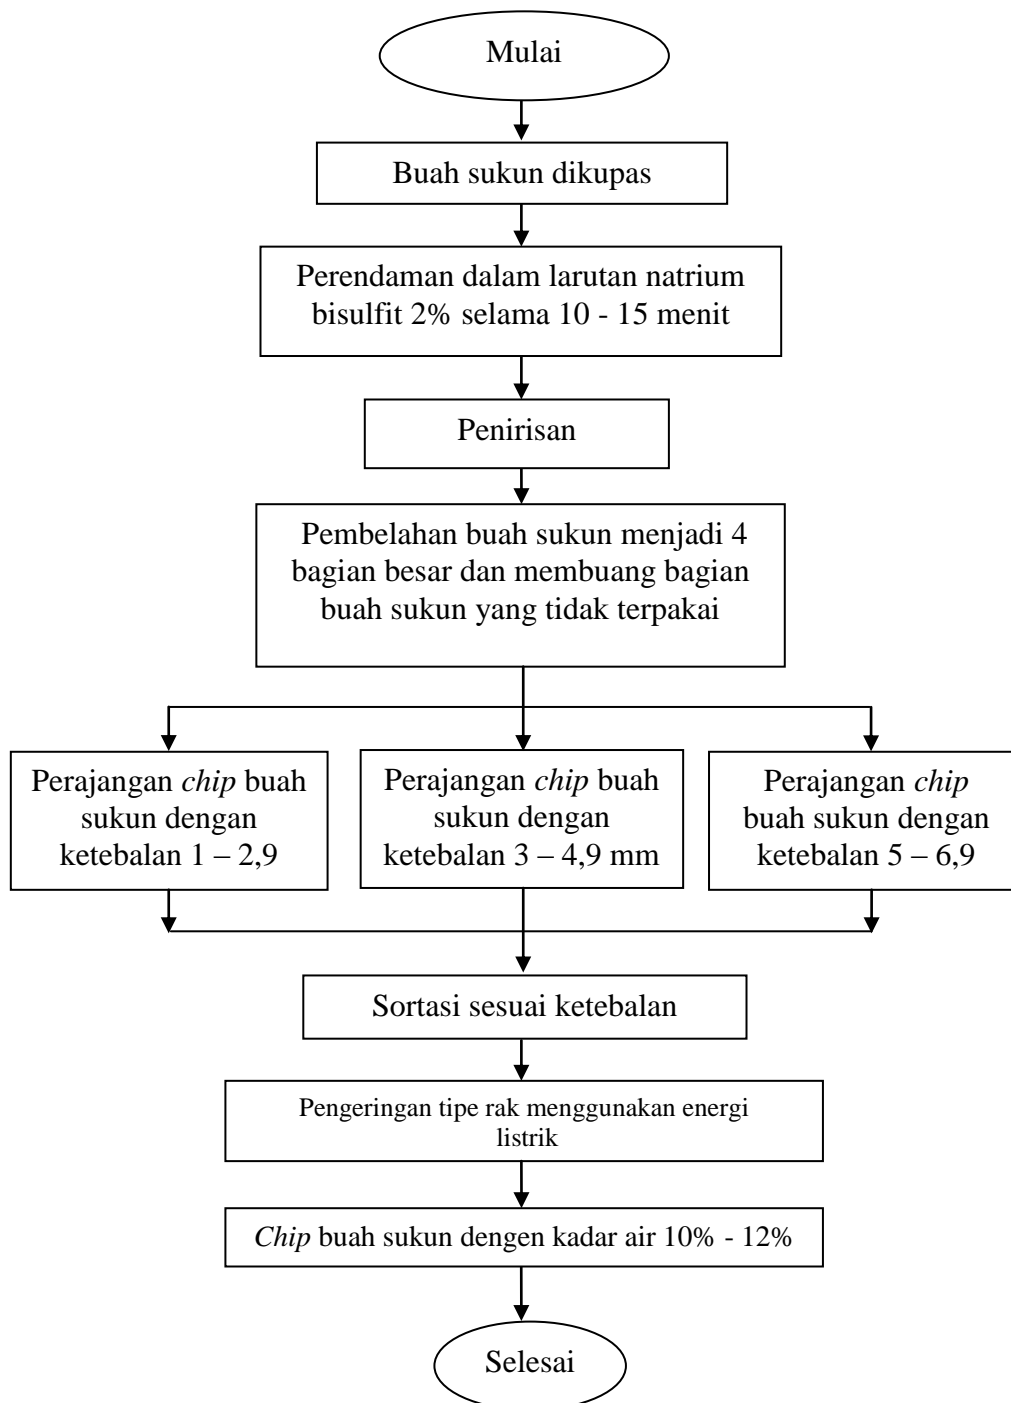 Mulai
Buah sukun dikupas
Perendaman dalam larutan natrium
bisulfit 2% selama 10 - 15 menit
Penirisan
Pembelahan buah sukun menjadi 4
bagian besar dan membuang bagian
buah sukun yang tidak terpakai
Perajangan chip buah
sukun dengan
ketebalan 1 – 2,9
Perajangan chip buah
sukun dengan
ketebalan 3 – 4,9 mm
Perajangan chip
buah sukun dengan
ketebalan 5 – 6,9
Sortasi sesuai ketebalan
Pengeringan tipe rak menggunakan energi
listrik
Chip buah sukun dengen kadar air 10% - 12%
Selesai